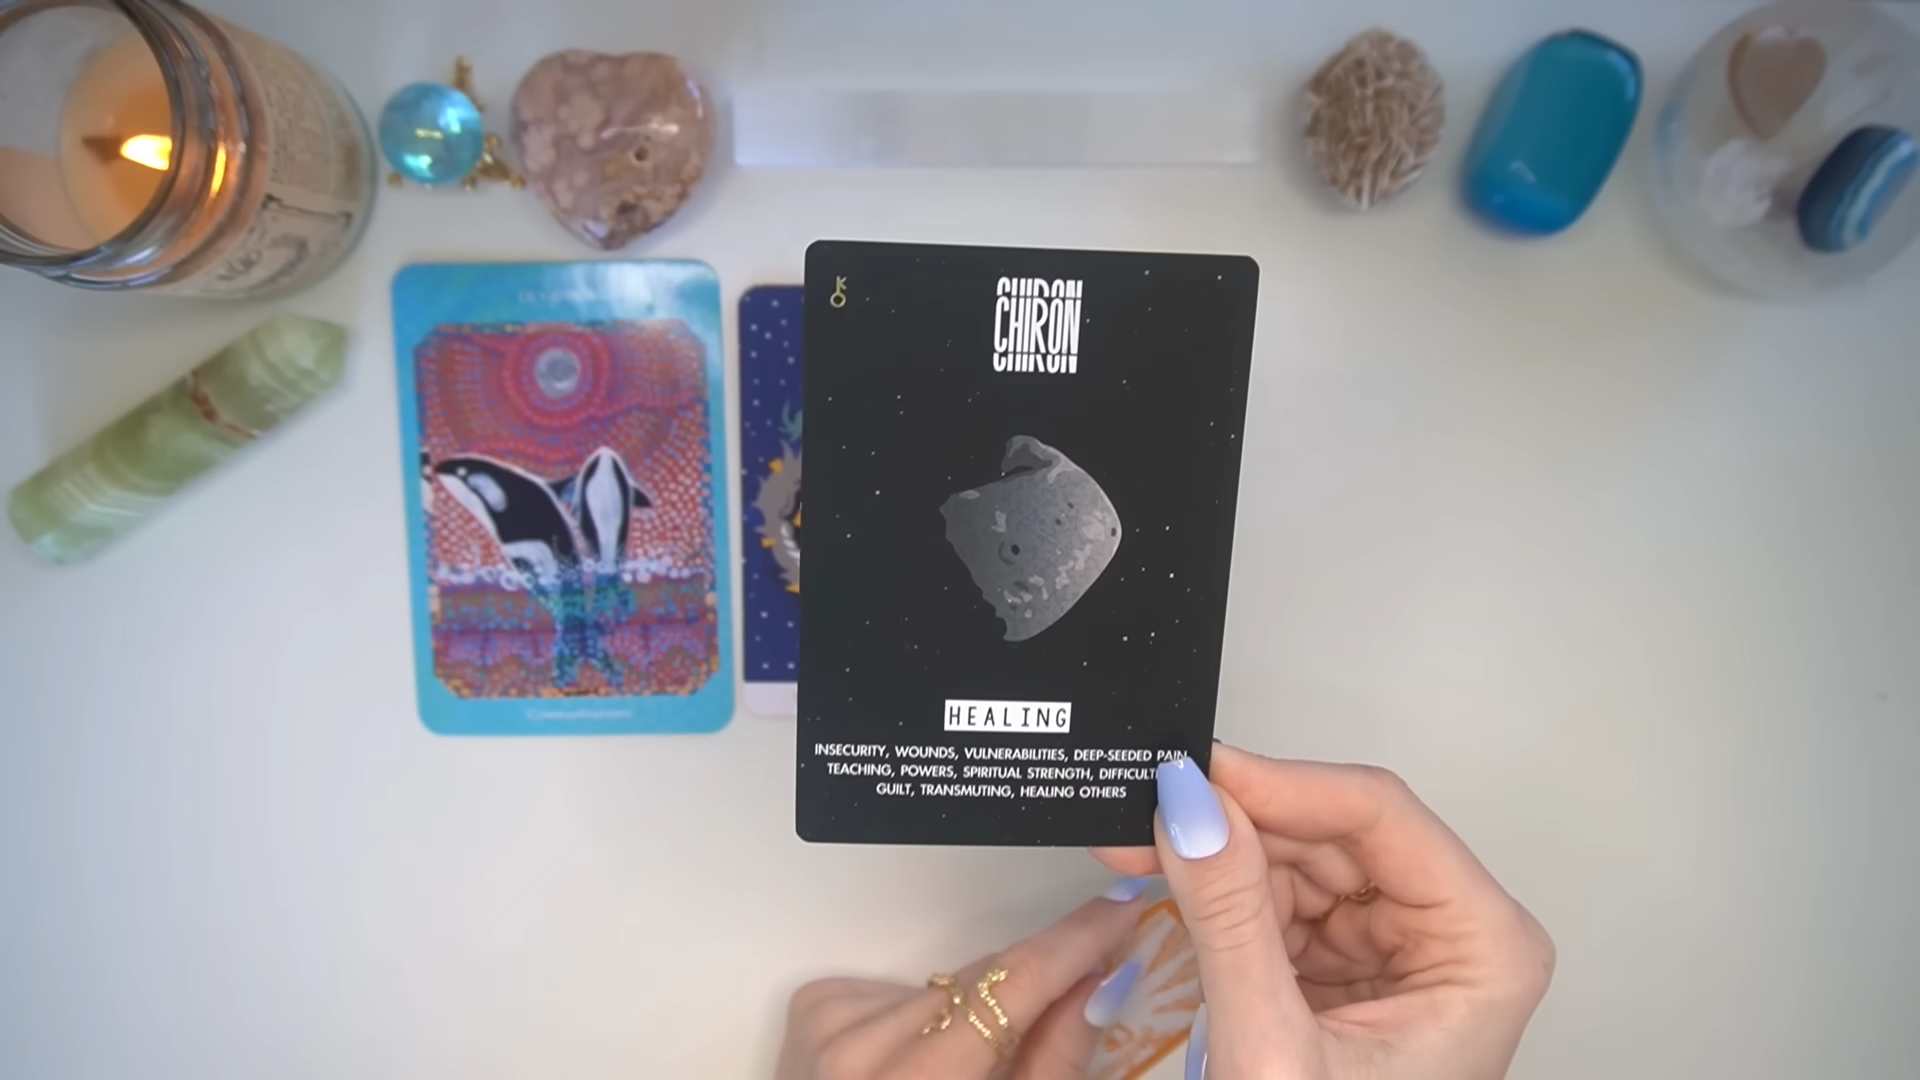 CHIRON
HEALING
INSECURITY, WOUNDS, VULNERABILITIES, DEEP-SEEDED PAIN,
TEACHING, POWERS, SPIRITUAL STRENGTH,
GUILT, TRANSMUTING, HEALING OTHERS